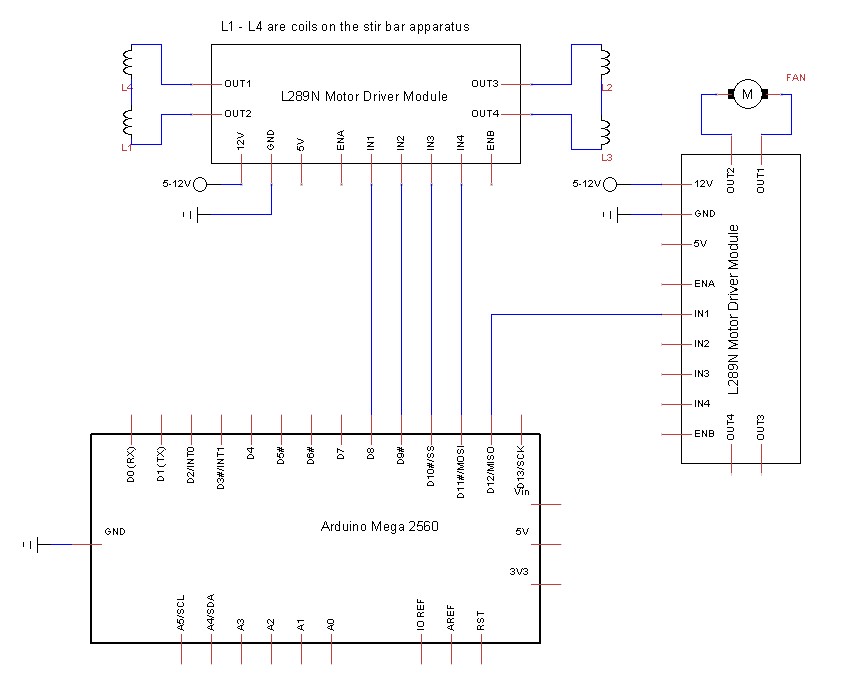 L1 - L4 are coils on the stir bar apparatus
L4
L1
OUT1
OUT2
L289N Motor Driver Module
OUT3
OUT4
12V
GND
5V
ENA
IN1
IN2
IN3
IN4
ENB
L2
L3
5-12V
FAN
M
5-12V
OUT2
OUT1
12V
GND
5V
ENA
IN1
IN2
IN3
IN4
ENB
L289N Motor Driver Module
OUT4
OUT3
D0(RX)
D1(TX)
D2/INT0
D3#/INT1
D4
D5#
D6#
D7
D8
D9#
D10#/SS
D11#/MOSI
D12/MISO
D13/SCK
Vin
5V
3V3
Arduino Mega 2560
GND
A5/SCL
A4/SDA
A3
A2
A1
A0
IO REF
AREF
RST